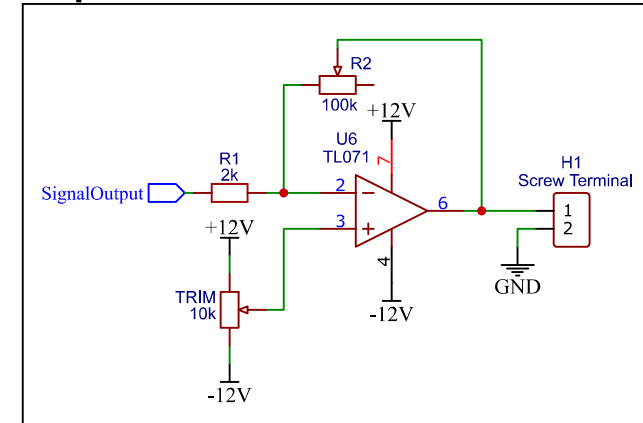 R2
100k
+12V
U6
TL071
7
R1
2k
H1
Screw Terminal
SignalOutput
2
3
6
1
2
+12V
4
TRIM
10k
GND
-12V
-12V